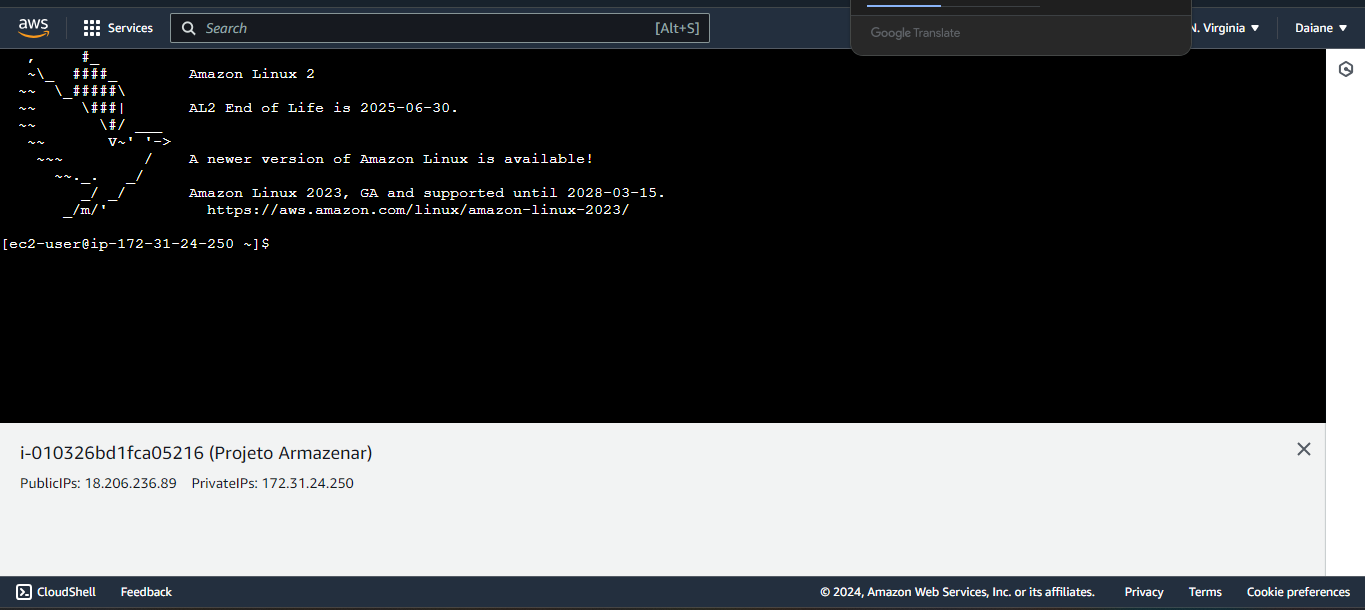 Google Translate
aws Services Search [Alt+S] N. Virginia Daiane
      ,     #_
   ~\_  ####_        Amazon Linux 2
  ~~  \_#####\
  ~~     \###|       AL2 End of Life is 2025-06-30.
  ~~       \#/ ___
   ~~       V~' '->
    ~~~         /    A newer version of Amazon Linux is available!
      ~~._.   _/
         _/ _/       Amazon Linux 2023, GA and supported until 2028-03-15.
       _/m/'           https://aws.amazon.com/linux/amazon-linux-2023/
[ec2-user@ip-172-31-24-250 ~]$
i-010326bd1fca05216 (Projeto Armazenar)
PublicIPs: 18.206.236.89 PrivateIPs: 172.31.24.250
CloudShell Feedback © 2024, Amazon Web Services, Inc. or its affiliates. Privacy Terms Cookie preferences